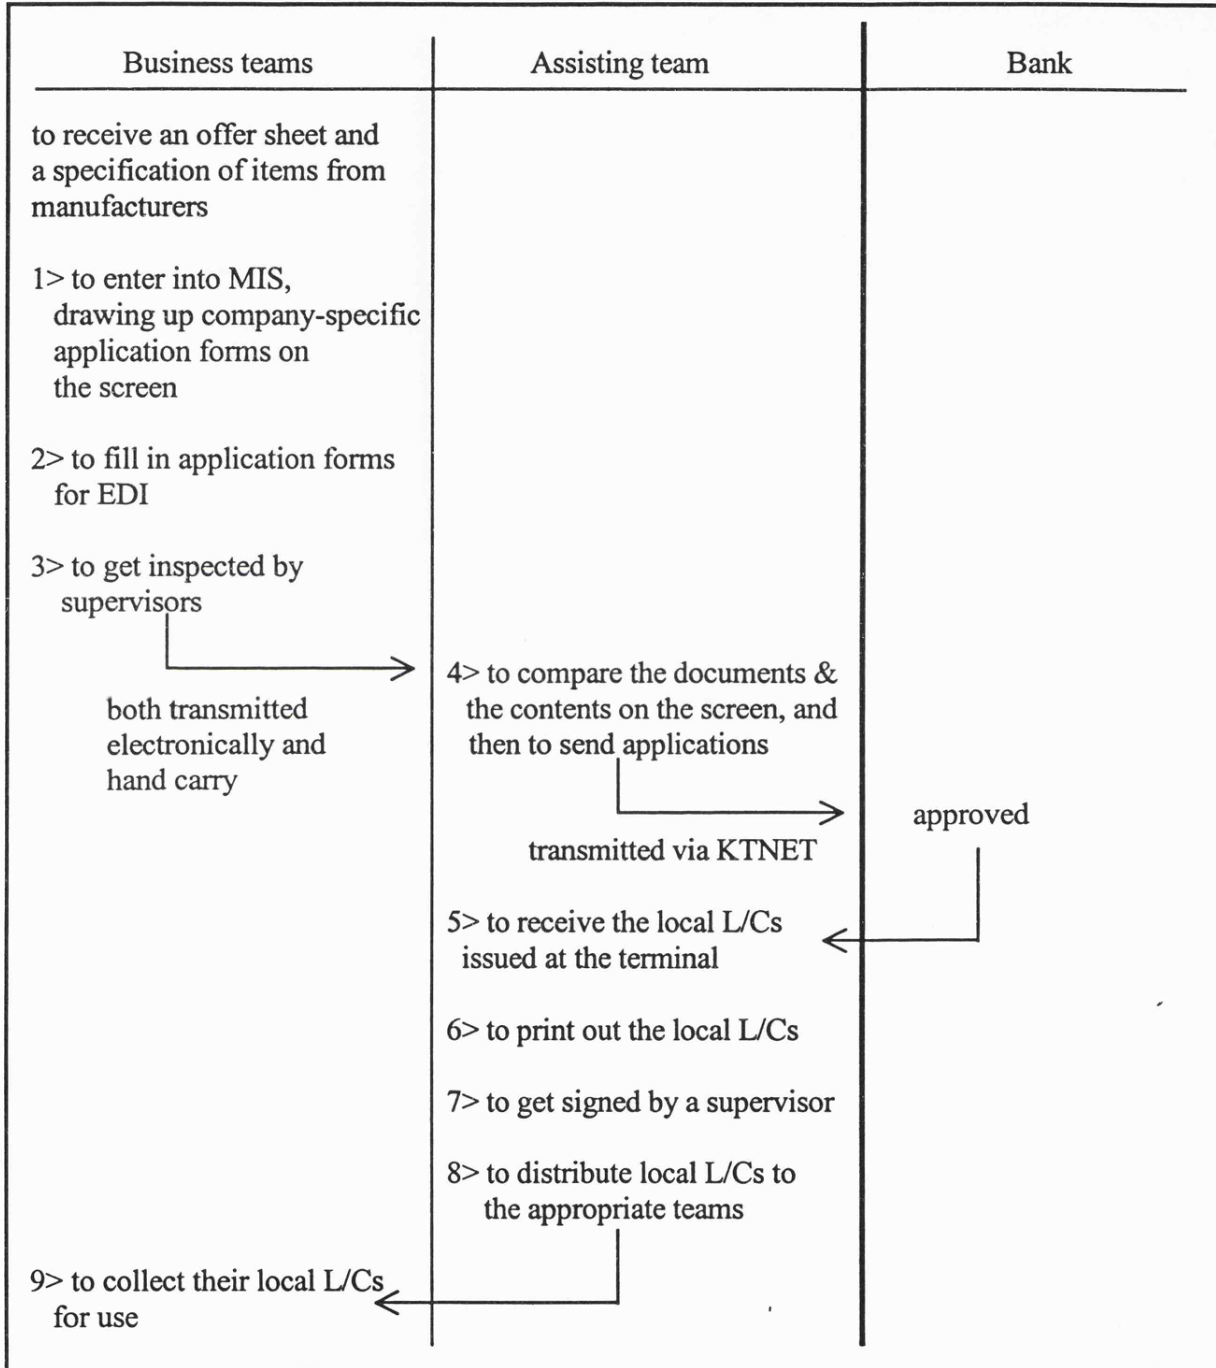 Business teams
Assisting team
Bank
to receive an offer sheet and
a specification of items from
manufacturers
1> to enter into MIS,
drawing up company-specific
application forms on
the screen
2> to fill in application forms
for EDI
3> to get inspected by
supervisors
both transmitted
electronically and
hand carry
4> to compare the documents &
the contents on the screen, and
then to send applications
transmitted via KTNET
approved
5> to receive the local L/Cs
issued at the terminal
6> to print out the local L/Cs
7> to get signed by a supervisor
8> to distribute local L/Cs to
the appropriate teams
9> to collect their local L/Cs
for use